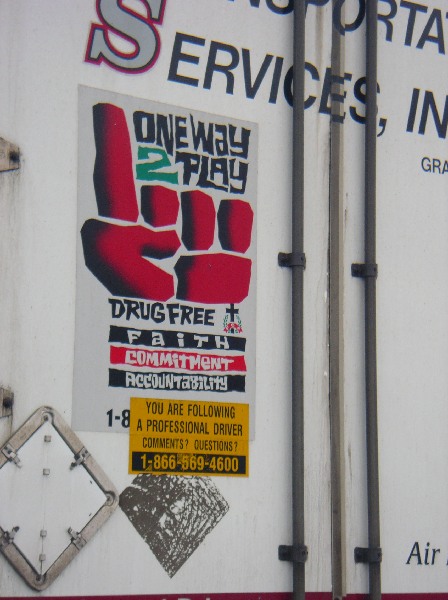 SERVICES, IN
GRA
ONE WAY
2 PLAY
DRUG FREE
FAITH
COMMITMENT
ACCOUNTABILITY
1-8
YOU ARE FOLLOWING
A PROFESSIONAL DRIVER
COMMENTS? QUESTIONS?
1-866-569-4600
Air